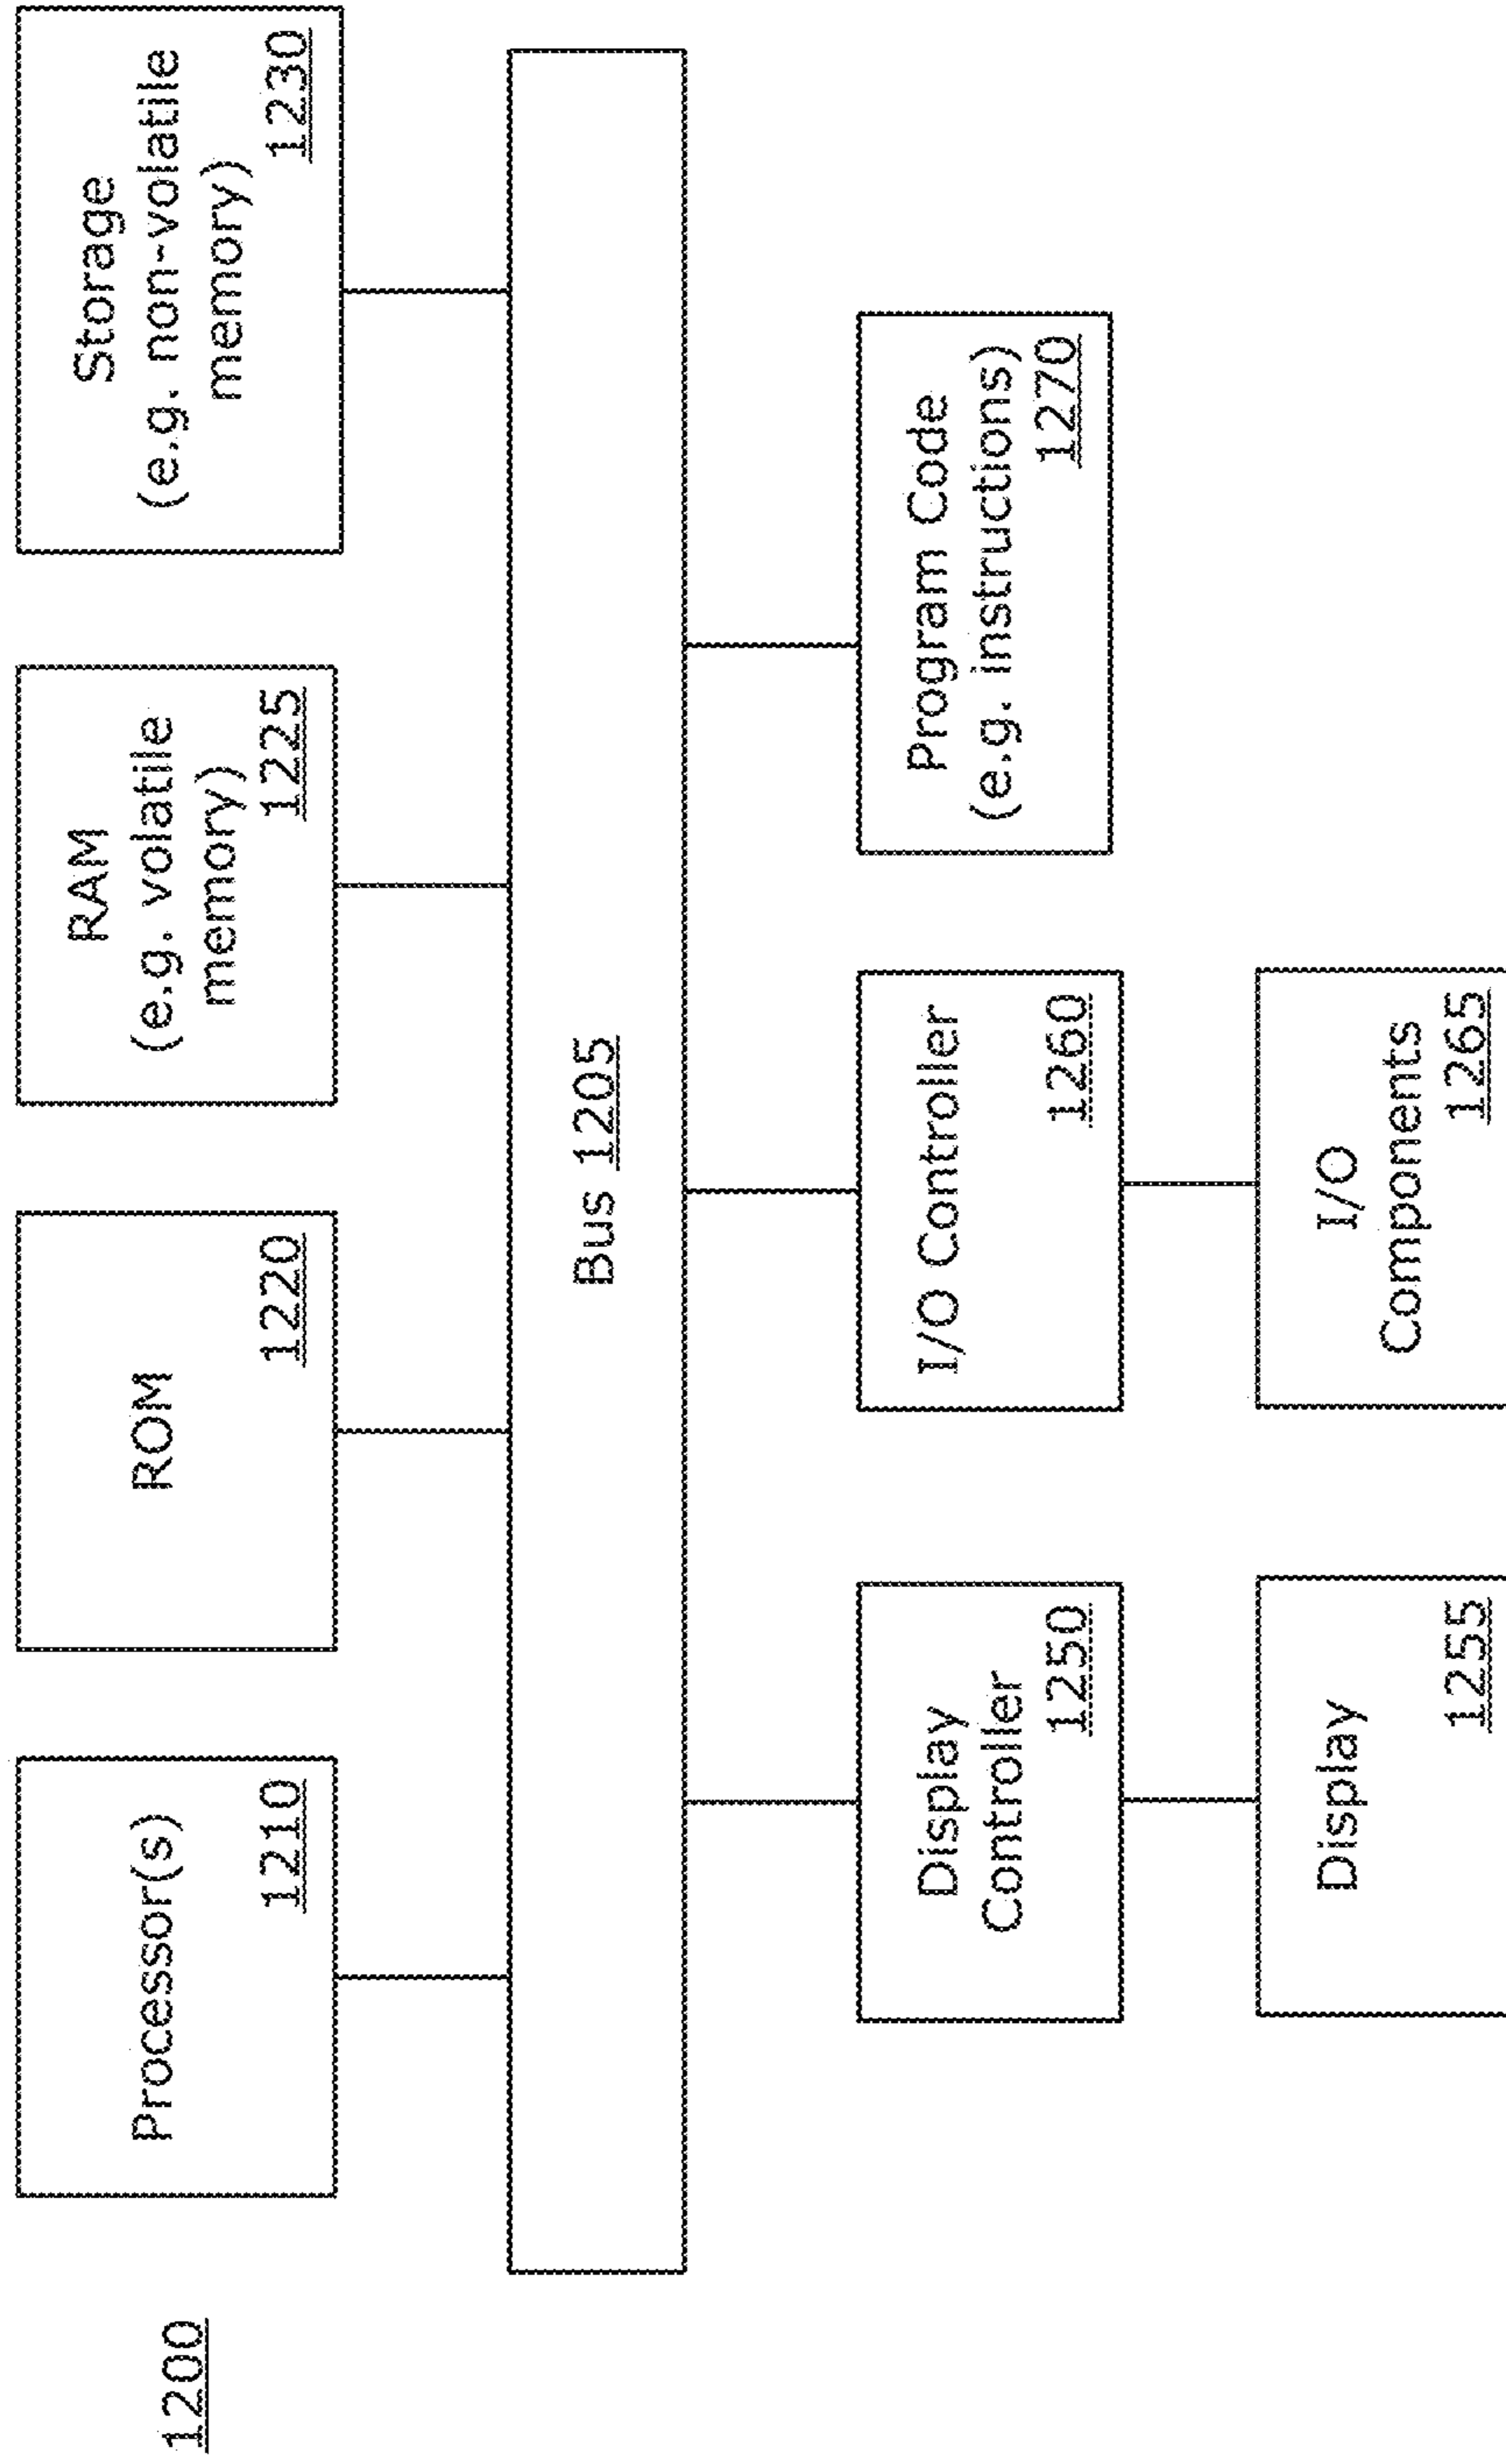 1200
Processor(s)
1210
ROM
1220
RAM
(e.g. volatile
memory)
1225
Storage
(e.g. non-volatile
memory)
1230
Bus 1205
Display
Controller
1250
I/O Controller
1260
Program Code
(e.g. instructions)
1270
Display
1255
I/O
Components
1265